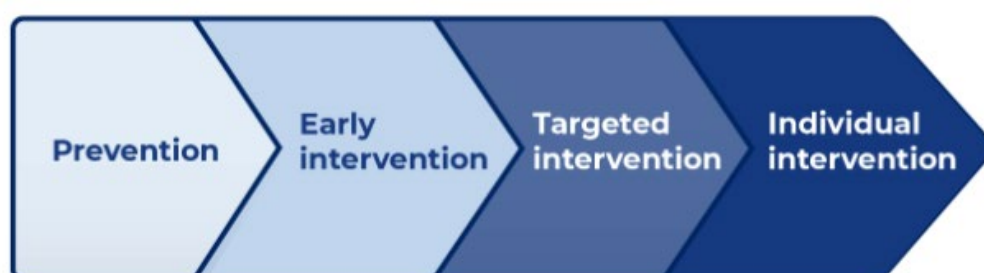 Prevention
Early
intervention
Targeted
intervention
Individual
intervention